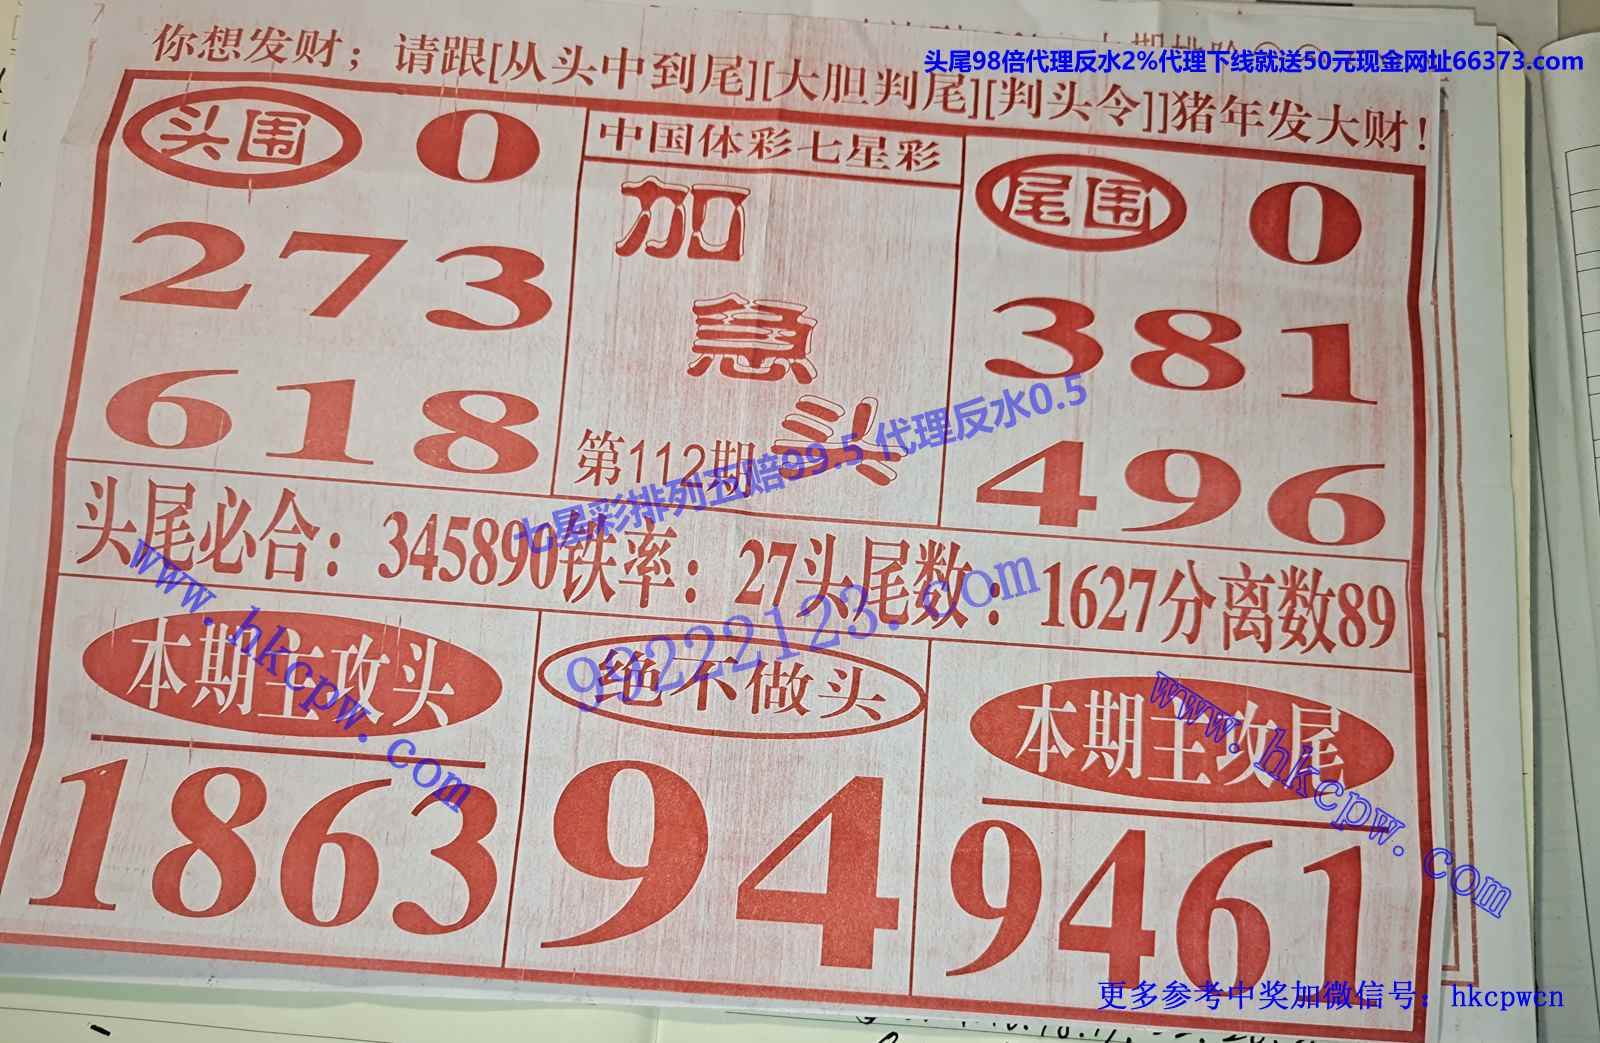 头尾98倍代理反水2%代理下线就送50元现金网址66373.com
你想发财；请跟[从头中到尾][大胆判尾][判头令]]猪年发大财！
头围 0
273
618
中国体彩七星彩
加
急
头
第112期
尾围 0
381
496
七星彩排列五赔99.5 代理反水0.5
头尾必合：345890铁率：27头尾数：1627分离数89
99222123.com
www.hkcpw.com
www.hkcpw.com
本期主攻头
1863
绝不做头
94
本期主攻尾
9461
更多参考中奖加微信号：hkcpwcn